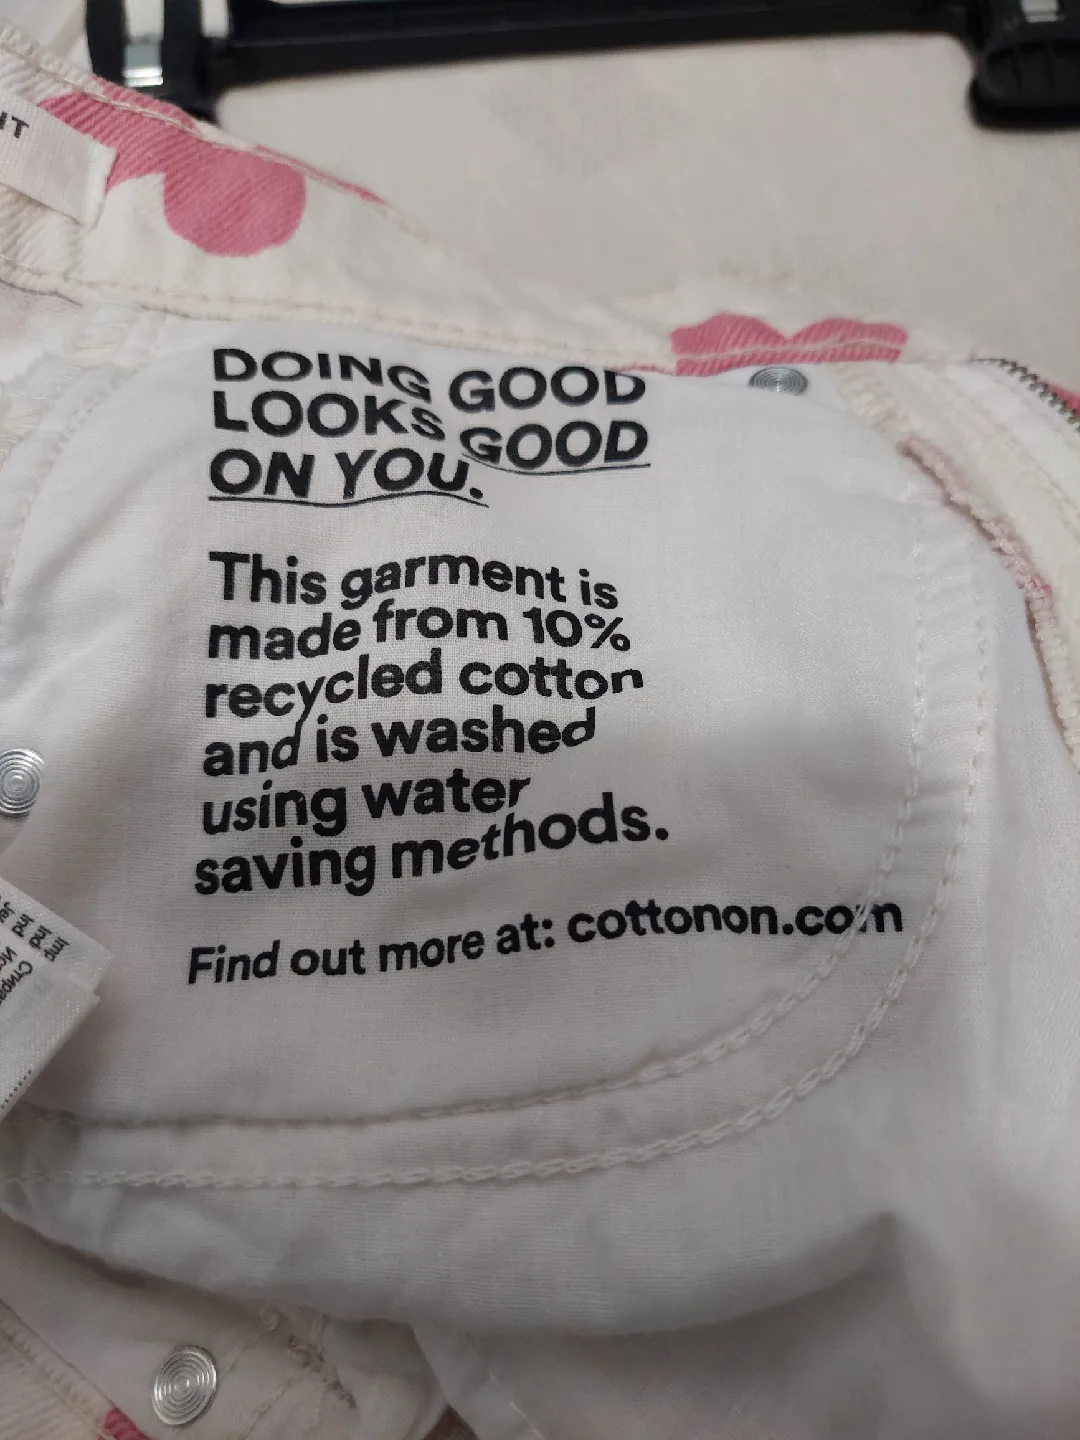 DOING GOOD
LOOKS GOOD
ON YOU.
This garment is
made from 10%
recycled cotton
and is washed
using water
saving methods.
Find out more at: cottonon.com